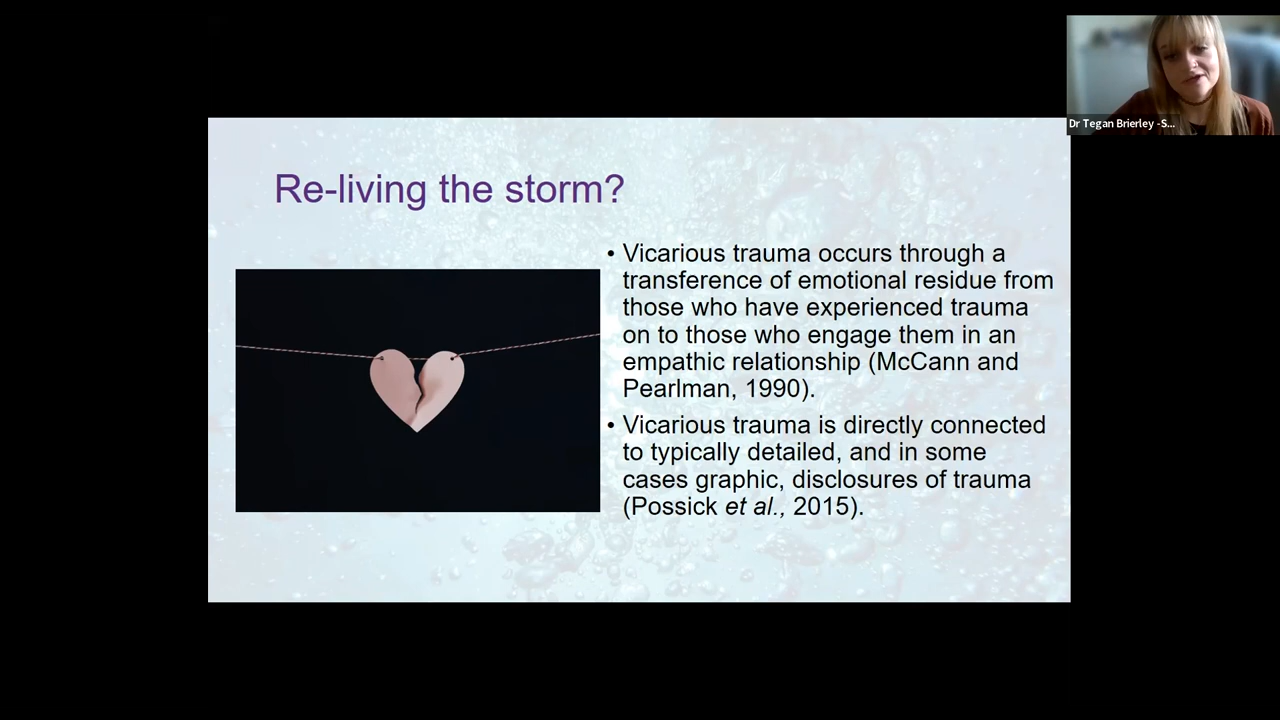 Dr Tegan Brierley -S...
Re-living the storm?
• Vicarious trauma occurs through a
transference of emotional residue from
those who have experienced trauma
on to those who engage them in an
empathic relationship (McCann and
Pearlman, 1990).
• Vicarious trauma is directly connected
to typically detailed, and in some
cases graphic, disclosures of trauma
(Possick et al., 2015).